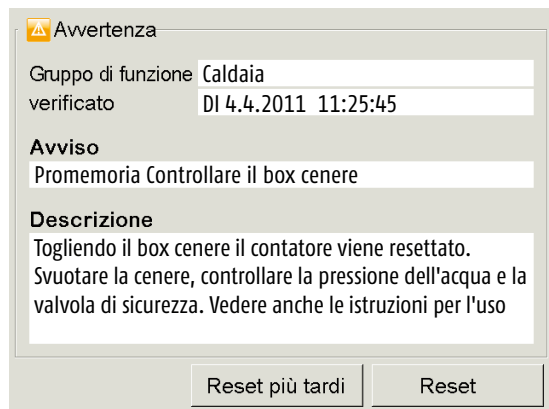 Avvertenza
Gruppo di funzione Caldaia
verificato DI 4.4.2011 11:25:45
Avviso
Promemoria Controllare il box cenere
Descrizione
Togliendo il box cenere il contatore viene resettato.
Svuotare la cenere, controllare la pressione dell'acqua e la
valvola di sicurezza. Vedere anche le istruzioni per l'uso
Reset più tardi Reset